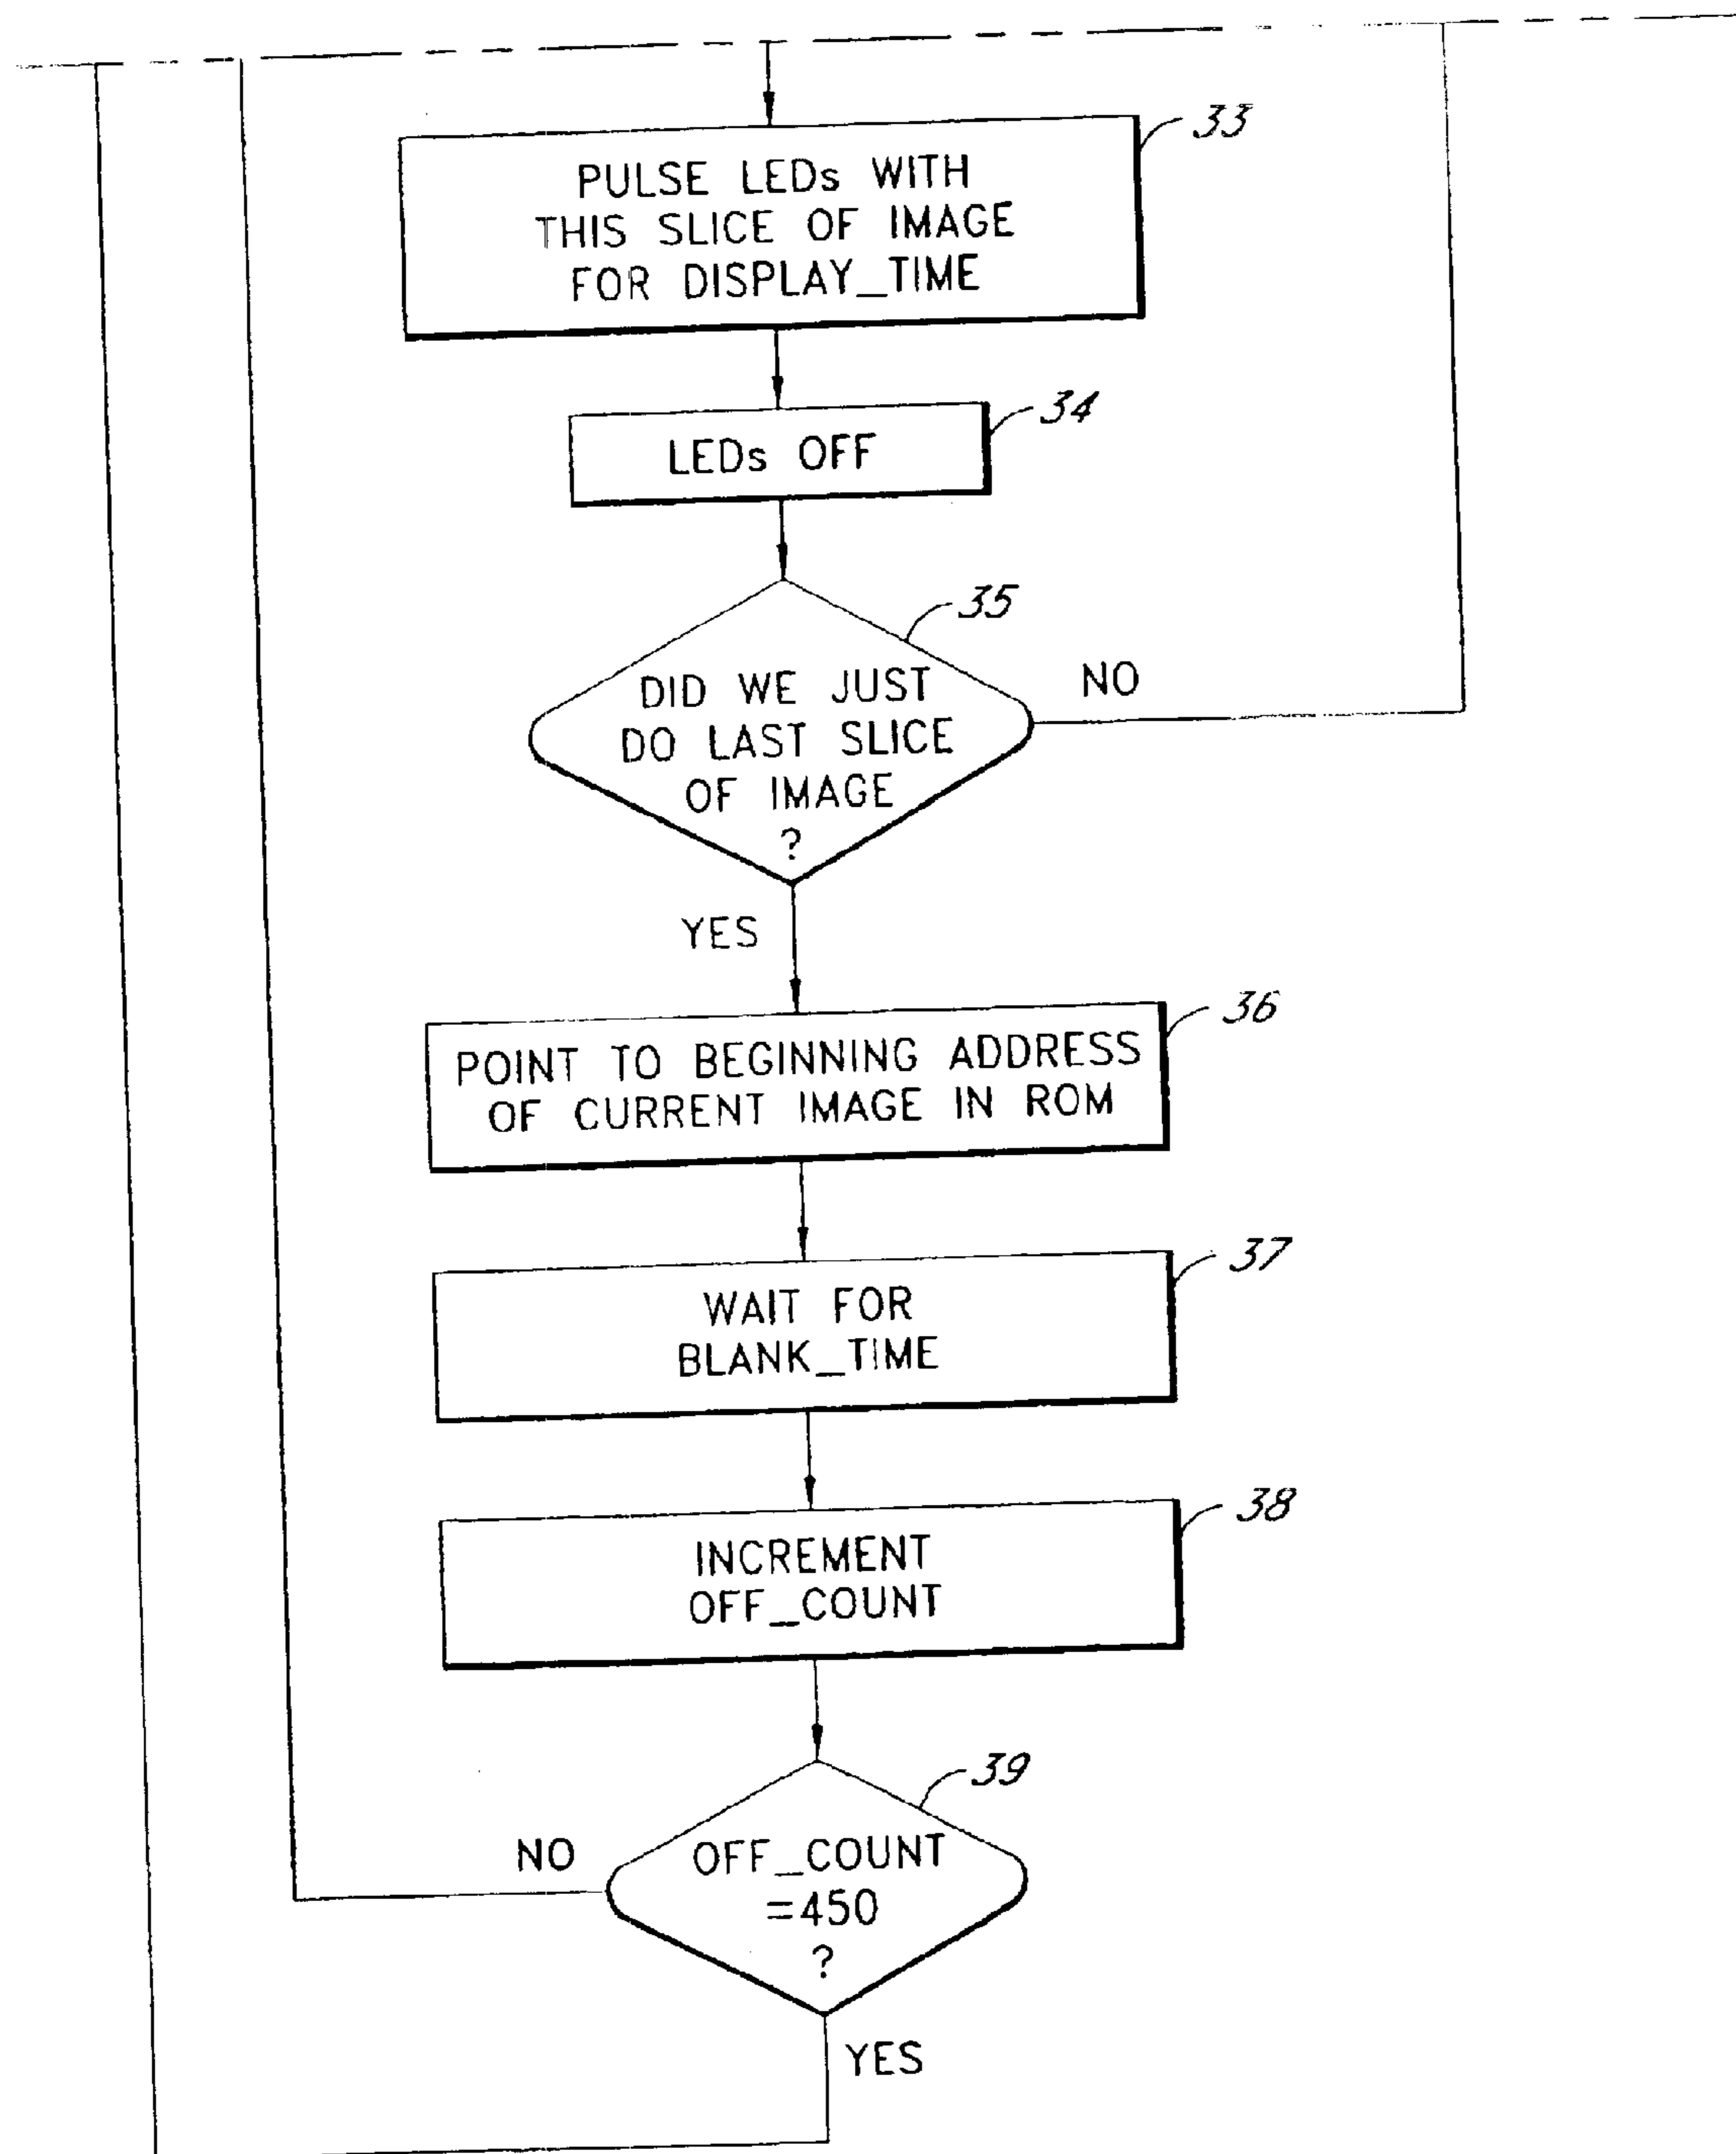 33
PULSE LEDs WITH
THIS SLICE OF IMAGE
FOR DISPLAY_TIME
34
LEDs OFF
35
DID WE JUST
DO LAST SLICE
OF IMAGE
?
NO
YES
36
POINT TO BEGINNING ADDRESS
OF CURRENT IMAGE IN ROM
37
WAIT FOR
BLANK_TIME
38
INCREMENT
OFF_COUNT
39
NO
OFF_COUNT
=450
?
YES